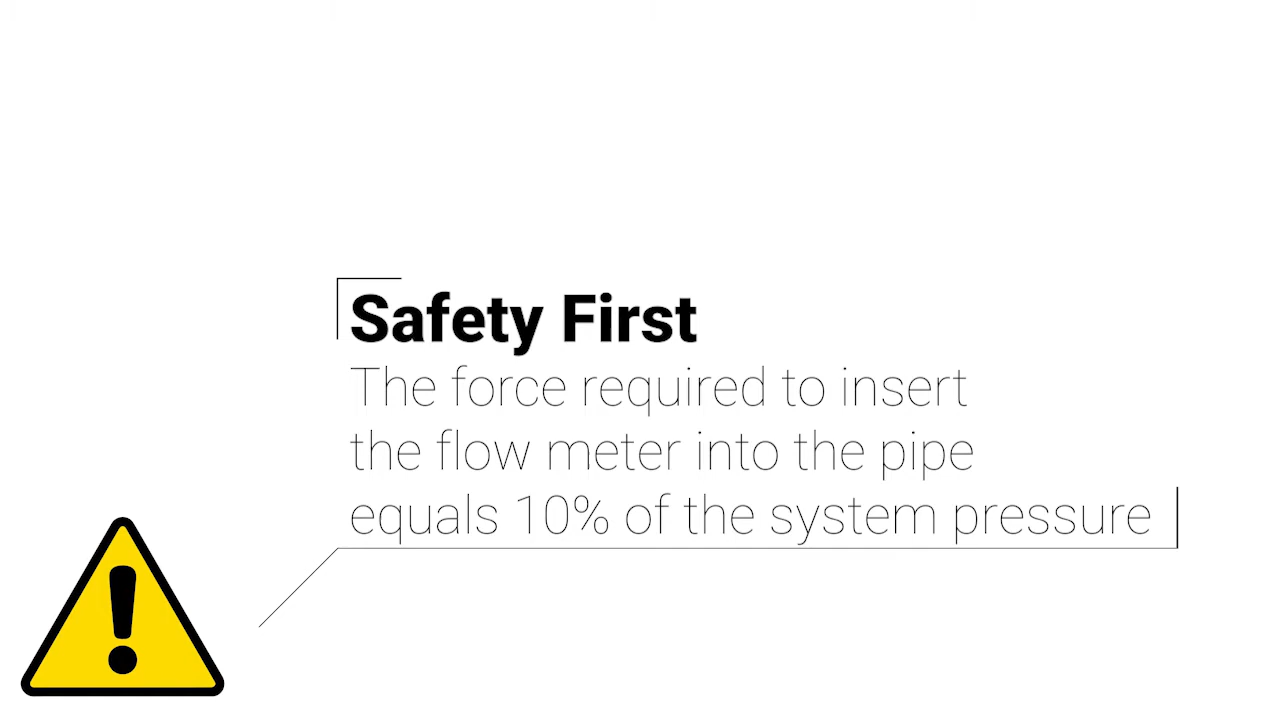 Safety First
The force required to insert
the flow meter into the pipe
equals 10% of the system pressure